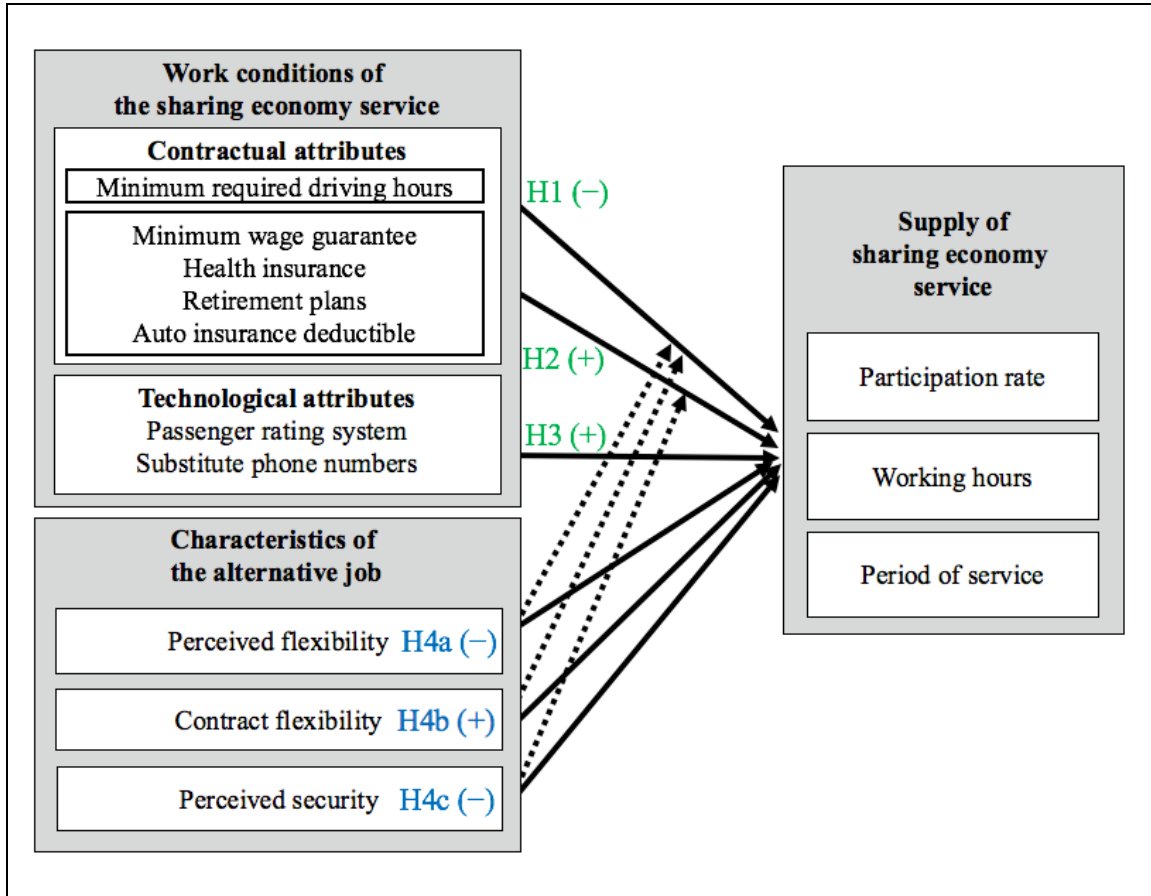 Work conditions of
the sharing economy service
Contractual attributes
Minimum required driving hours
Minimum wage guarantee
Health insurance
Retirement plans
Auto insurance deductible
Technological attributes
Passenger rating system
Substitute phone numbers
Characteristics of
the alternative job
Perceived flexibility H4a (−)
Contract flexibility H4b (+)
Perceived security H4c (−)
H1 (−)
H2 (+)
H3 (+)
Supply of
sharing economy
service
Participation rate
Working hours
Period of service